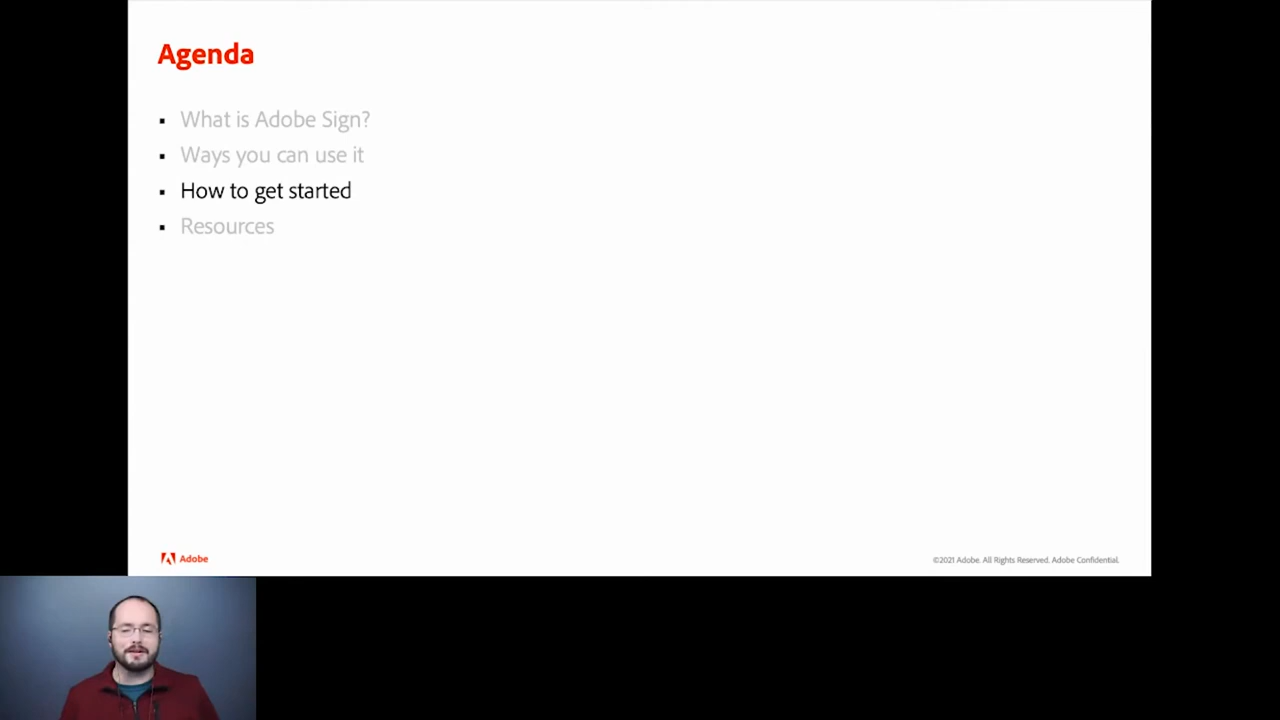 Agenda
▪ What is Adobe Sign?
▪ Ways you can use it
▪ How to get started
▪ Resources
Adobe
©2021 Adobe. All Rights Reserved. Adobe Confidential.